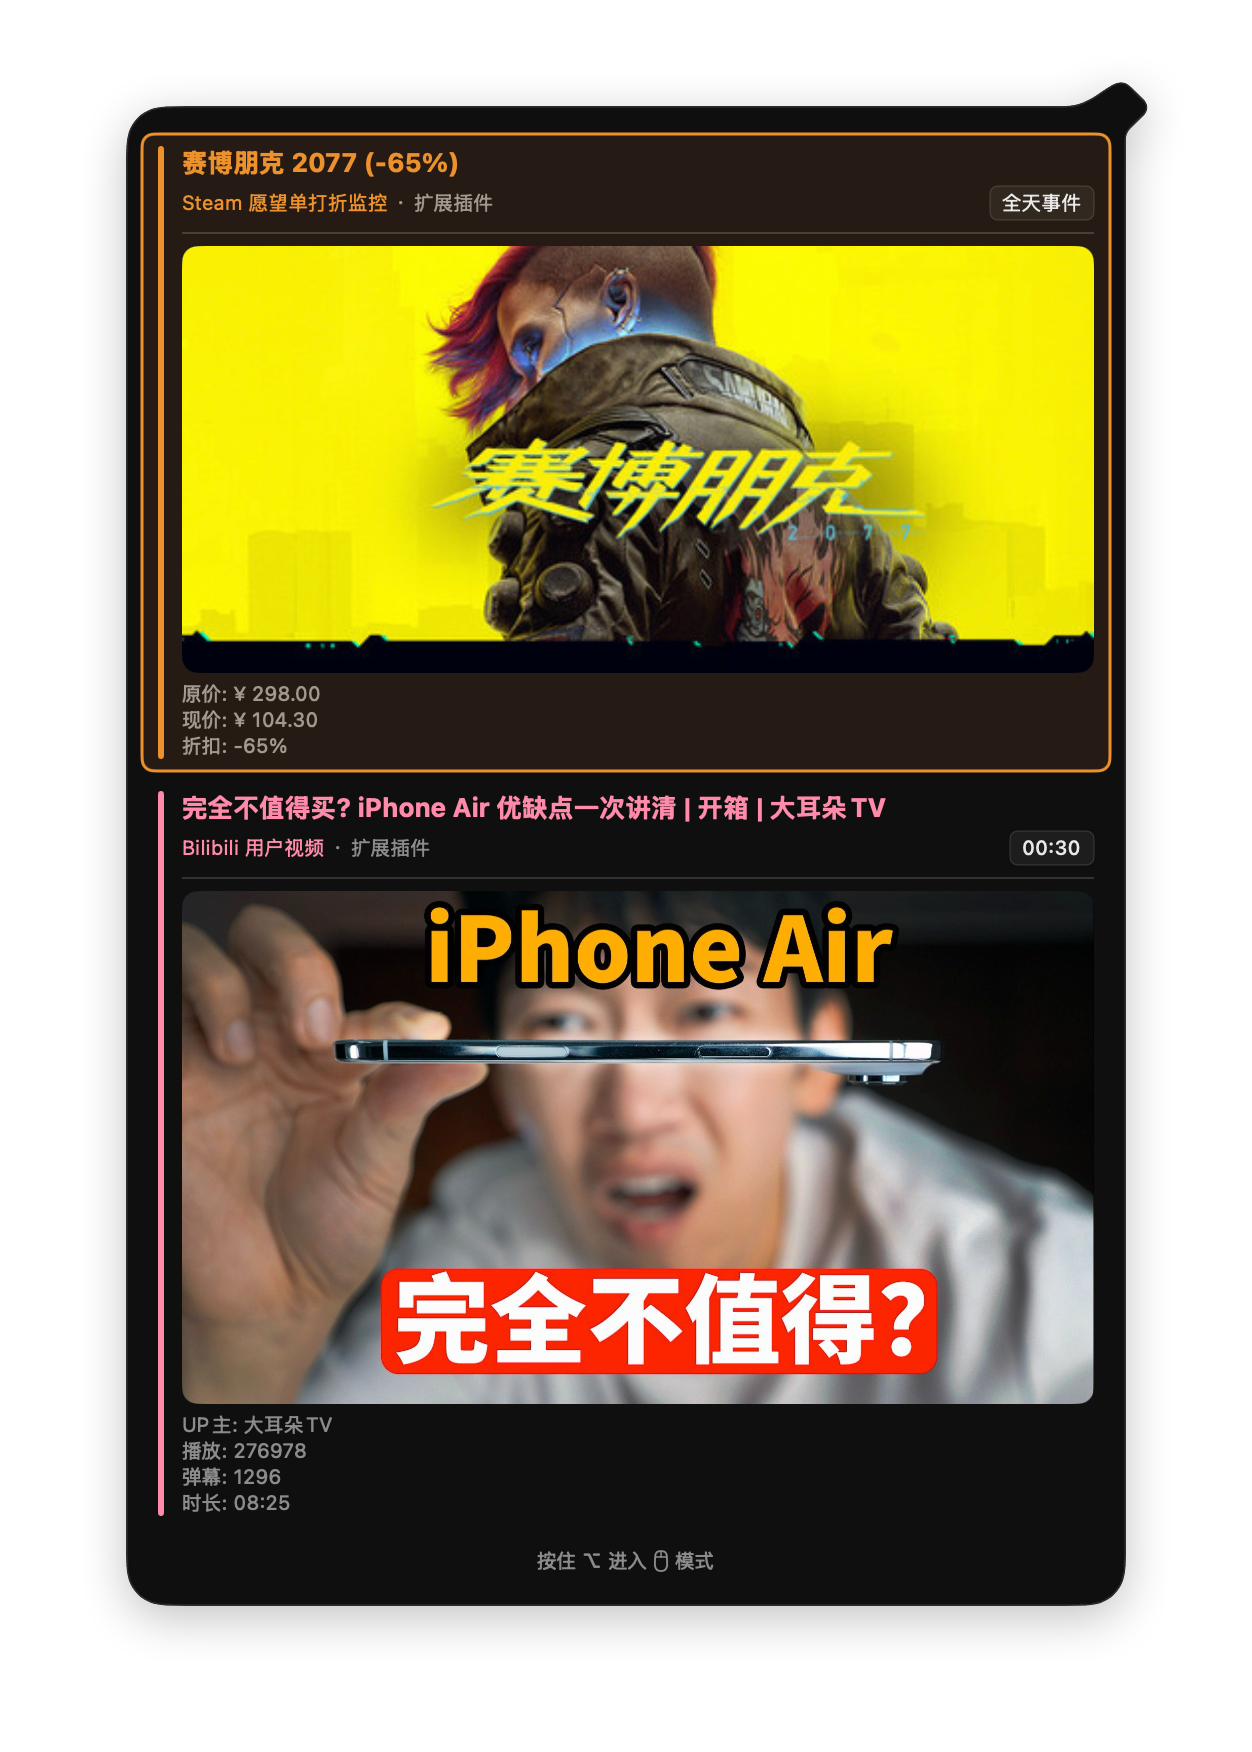 赛博朋克 2077 (-65%)
Steam 愿望单打折监控 · 扩展插件
全天事件
SAMURAI
赛博朋克
2077
原价: ¥ 298.00
现价: ¥ 104.30
折扣: -65%
完全不值得买? iPhone Air 优缺点一次讲清 | 开箱 | 大耳朵 TV
Bilibili 用户视频 · 扩展插件
00:30
iPhone Air
完全不值得?
UP 主: 大耳朵 TV
播放: 276978
弹幕: 1296
时长: 08:25
按住 ⌥ 进入 模式